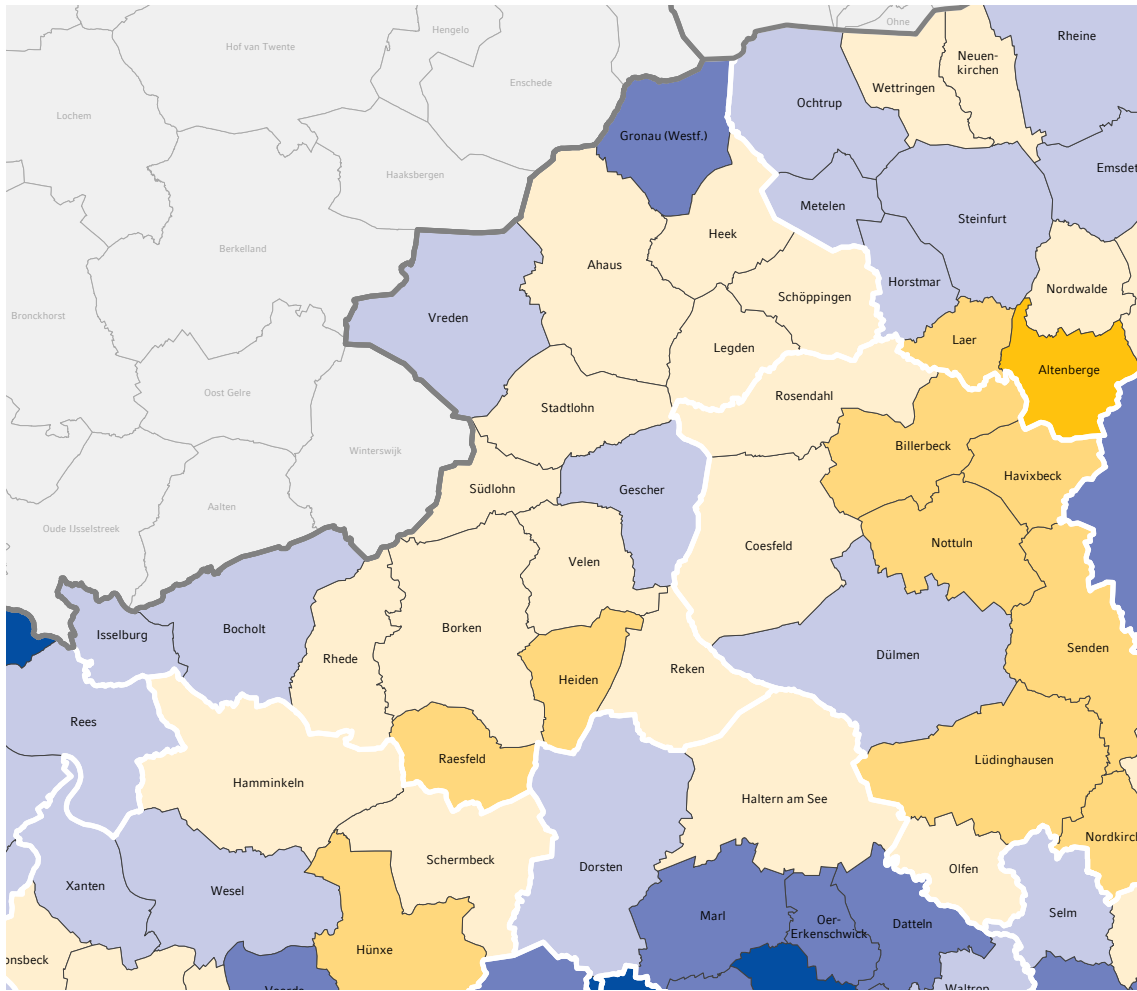 Ohne
Hengelo
Rheine
Hof van Twente
Neuen-
kirchen
Enschede
Wettringen
Ochtrup
Lochem
Gronau (Westf.)
Emsdet
Haaksbergen
Metelen
Steinfurt
Heek
Berkelland
Ahaus
Horstmar
Nordwalde
Schöppingen
Bronckhorst
Vreden
Laer
Legden
Altenberge
Oost Gelre
Rosendahl
Stadtlohn
Billerbeck
Winterswijk
Havixbeck
Südlohn
Gescher
Aalten
Oude IJsselstreek
Nottuln
Coesfeld
Velen
Bocholt
Borken
Isselburg
Senden
Dülmen
Rhede
Reken
Heiden
Rees
Raesfeld
Lüdinghausen
Hamminkeln
Haltern am See
Nordkirch
Schermbeck
Dorsten
Olfen
Xanten
Wesel
Selm
Marl
Oer-
Erkenschwick
Datteln
Hünxe
onsbeck
Voerde
Waltrop